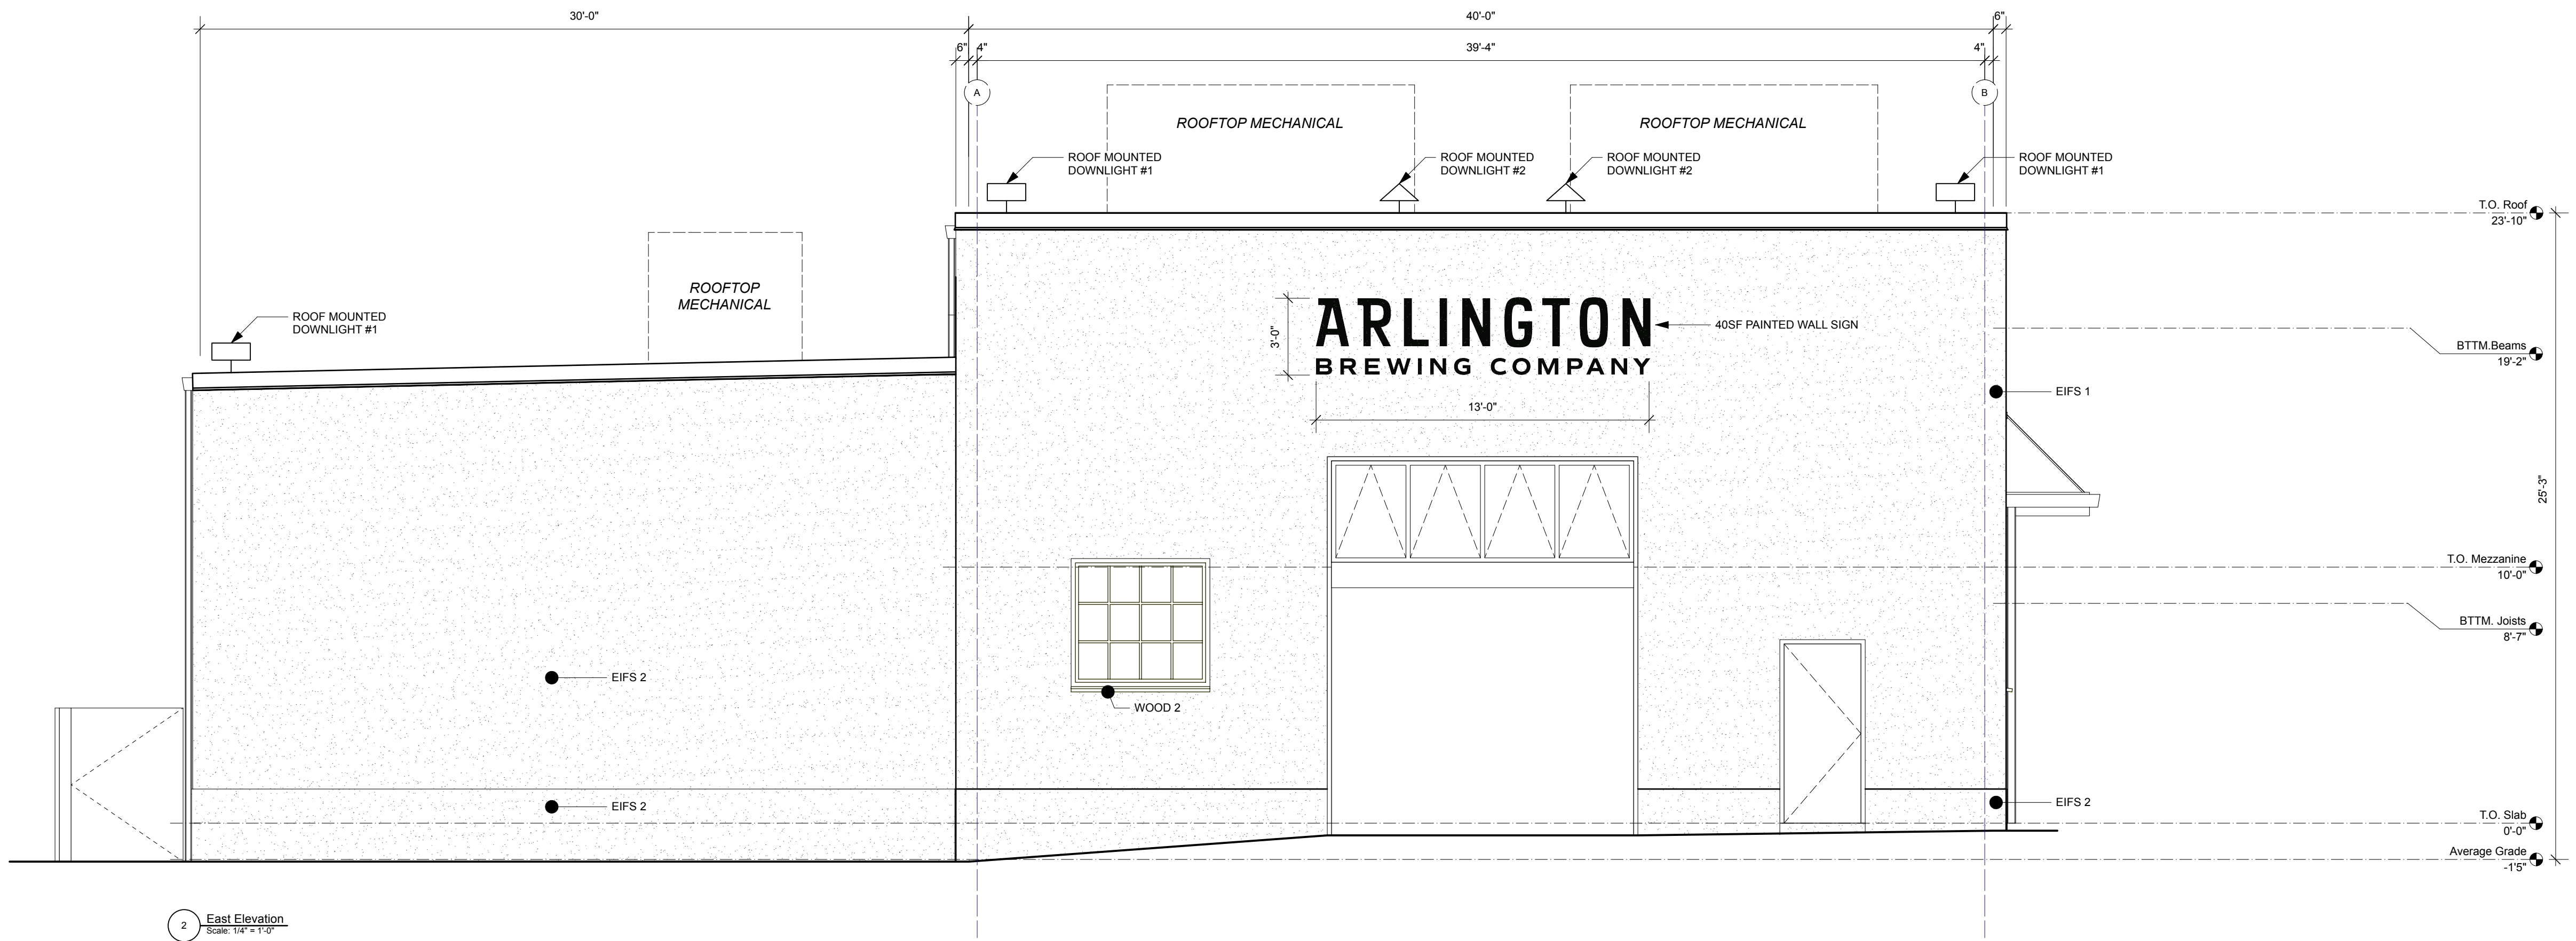 30'-0"
40'-0"
6"
6"
4"
39'-4"
4"
A
B
ROOFTOP MECHANICAL
ROOFTOP MECHANICAL
ROOF MOUNTED
DOWNLIGHT #1
ROOF MOUNTED
DOWNLIGHT #2
ROOF MOUNTED
DOWNLIGHT #2
ROOF MOUNTED
DOWNLIGHT #1
T.O. Roof
23'-10"
ROOFTOP
MECHANICAL
ROOF MOUNTED
DOWNLIGHT #1
3'-0"
ARLINGTON
BREWING COMPANY
40SF PAINTED WALL SIGN
BTTM.Beams
19'-2"
EIFS 1
13'-0"
25'-3"
T.O. Mezzanine
10'-0"
BTTM. Joists
8'-7"
EIFS 2
WOOD 2
EIFS 2
EIFS 2
T.O. Slab
0'-0"
Average Grade
-1'5"
2
East Elevation
Scale: 1/4" = 1'-0"